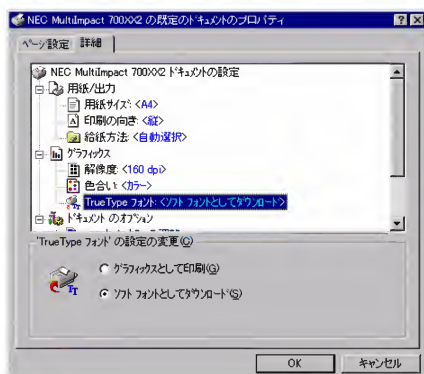 NEC MultiImpact 700XX2 の既定のドキュメントのプロパティ
ページ設定 詳細
NEC MultiImpact 700XX2 ドキュメントの設定
用紙/出力
用紙サイズ: <A4>
印刷の向き: <縦>
給紙方法: <自動選択>
グラフィックス
解像度: <160 dpi>
色合い: <カラー>
TrueType フォント: <ソフト フォントとしてダウンロード>
ドキュメントのオプション
'TrueType フォント' の設定の変更(C)
グラフィックスとして印刷(G)
ソフト フォントとしてダウンロード(S)
OK キャンセル